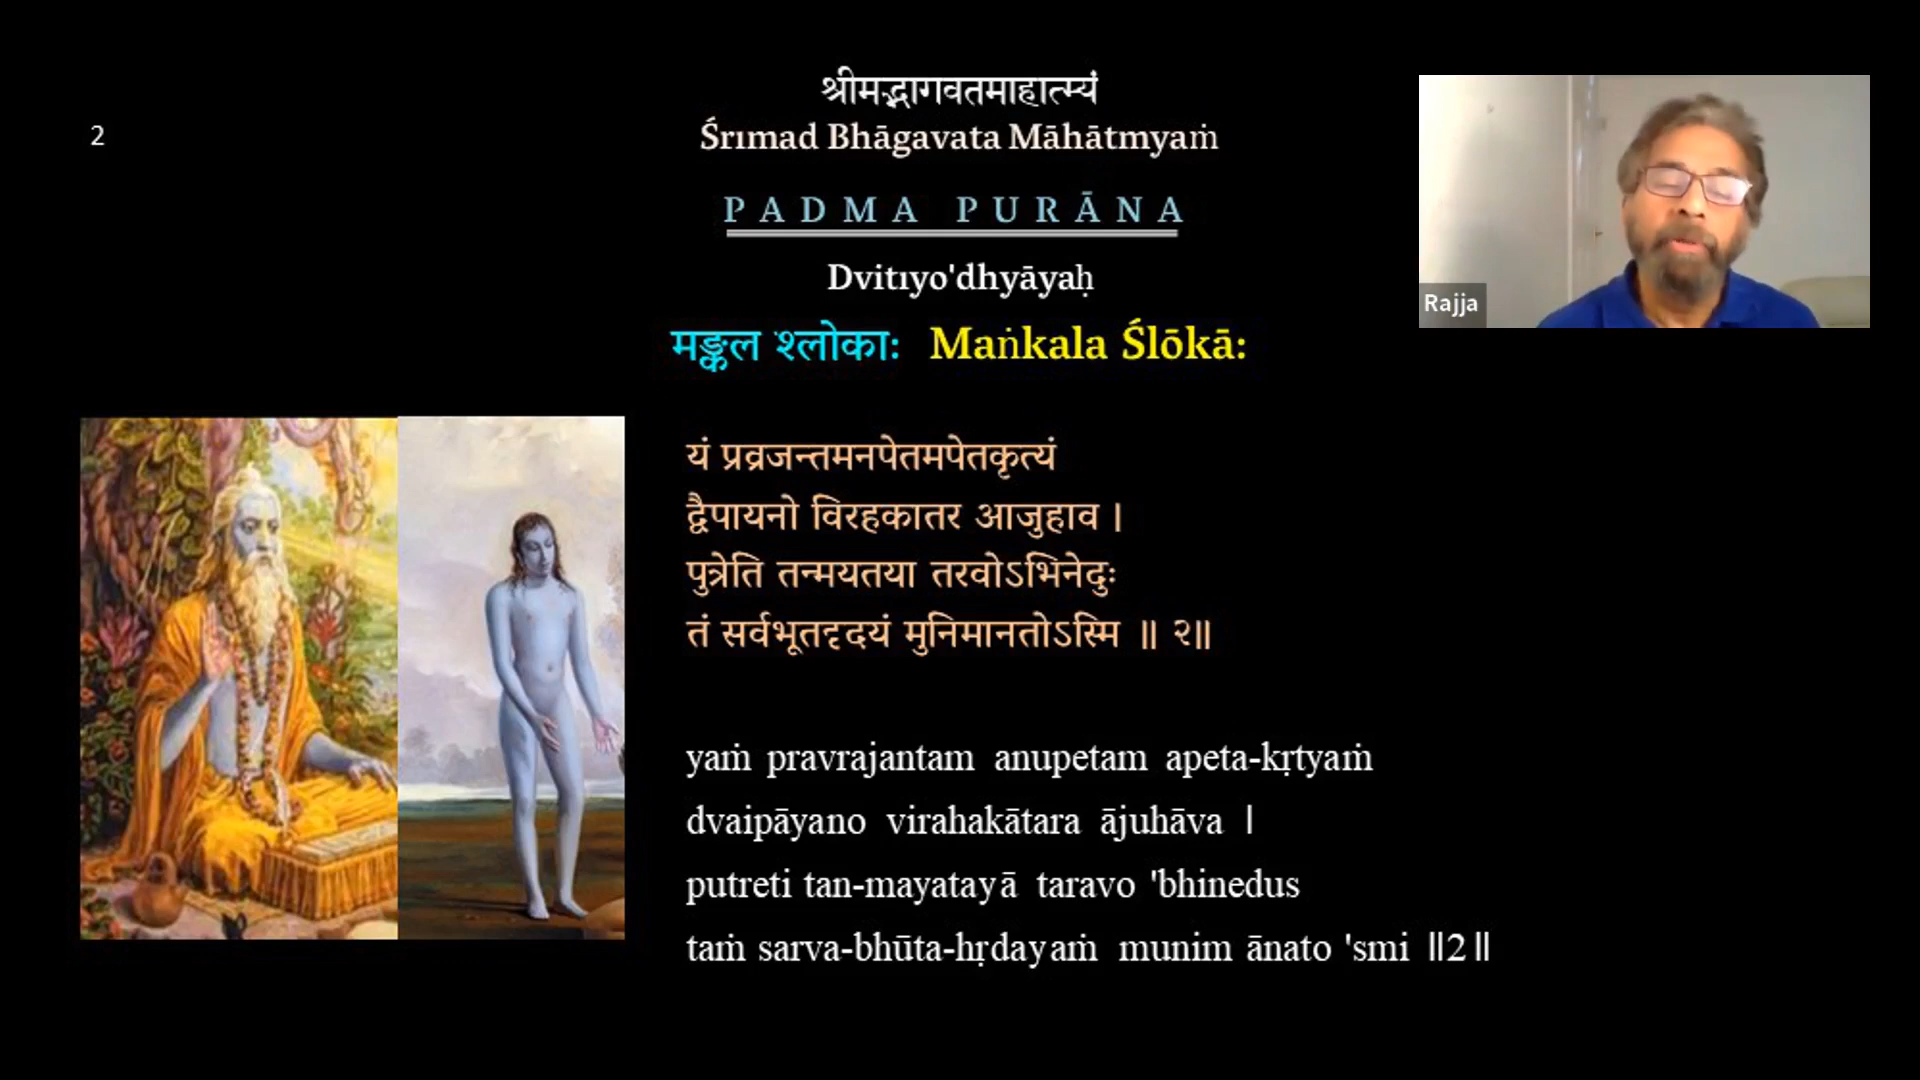 2
श्रीमद्भागवतमाहात्म्यं
Śrımad Bhāgavata Māhātmyaṁ
PADMA PURĀNA
Dvitıyo'dhyāyaḥ
मङ्कल श्लोका: Maṅkala Ślōkā:
Rajja
यं प्रव्रजन्तमनपेतमपेतकृत्यं
द्वैपायनो विरहकातर आजुहाव ।
पुत्रेति तन्मयतया तरवोऽभिनेदुः
तं सर्वभूतहृदयं मुनिमानतोऽस्मि ॥ २॥
yaṁ pravrajantam anupetam apeta-kṛtyaṁ
dvaipāyano virahakātara ājuhāva ।
putreti tan-mayatayā taravo 'bhinedus
taṁ sarva-bhūta-hṛdayaṁ munim ānato 'smi ॥2॥